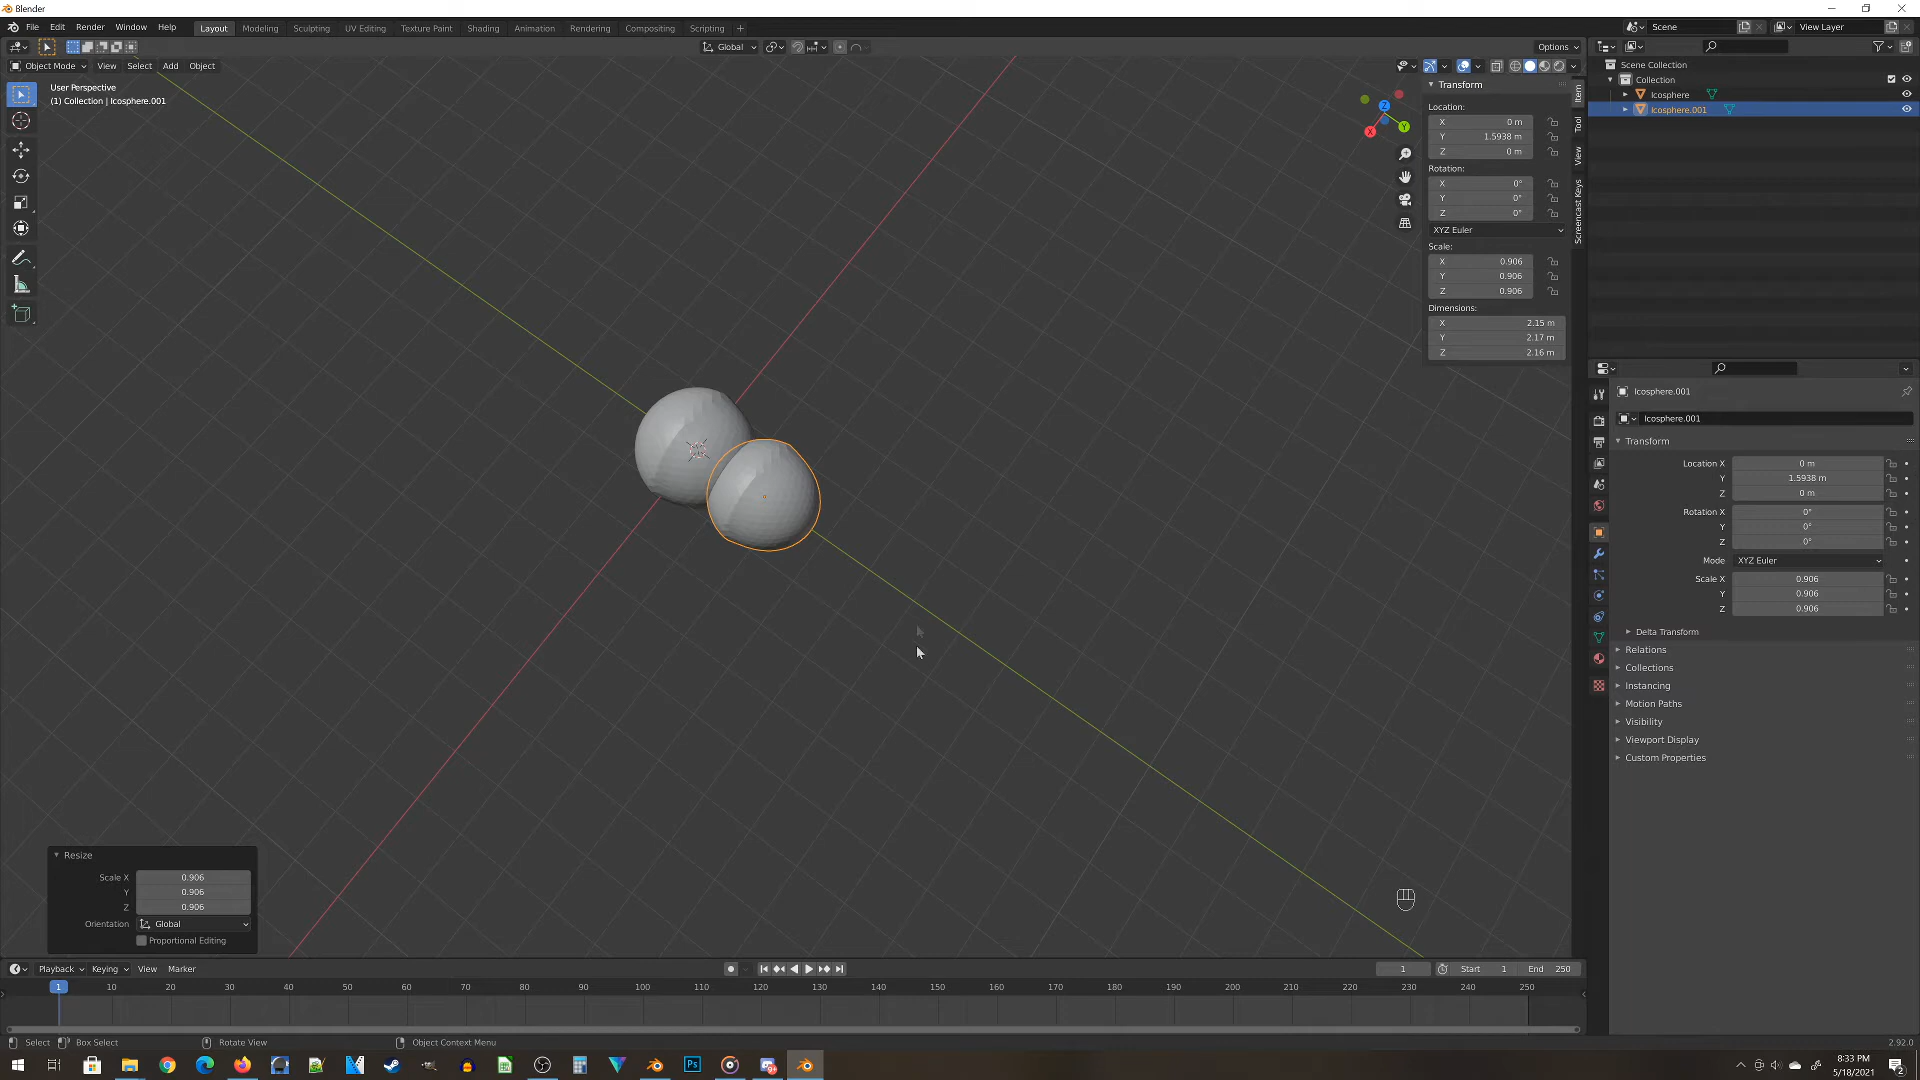 Blender
File Edit Render Window Help
Layout Modeling Sculpting UV Editing Texture Paint Shading Animation Rendering Compositing Scripting +
Scene
View Layer
Global
Options
Object Mode View Select Add Object
User Perspective
(1) Collection | Icosphere.001
Z
Y
X
Transform
Location:
X 0 m
Y 1.5938 m
Z 0 m
Rotation:
X 0°
Y 0°
Z 0°
XYZ Euler
Scale:
X 0.906
Y 0.906
Z 0.906
Dimensions:
X 2.15 m
Y 2.17 m
Z 2.16 m
Item
Tool
View
Screencast Keys
Scene Collection
Collection
Icosphere
Icosphere.001
Icosphere.001
Icosphere.001
Transform
Location X 0 m
Y 1.5938 m
Z 0 m
Rotation X 0°
Y 0°
Z 0°
Mode XYZ Euler
Scale X 0.906
Y 0.906
Z 0.906
Delta Transform
Relations
Collections
Instancing
Motion Paths
Visibility
Viewport Display
Custom Properties
Resize
Scale X 0.906
Y 0.906
Z 0.906
Orientation Global
Proportional Editing
Playback Keying View Marker
1 Start 1 End 250
1 10 20 30 40 50 60 70 80 90 100 110 120 130 140 150 160 170 180 190 200 210 220 230 240 250
Select Box Select Rotate View Object Context Menu 2.92.0
Ps
9+
8:33 PM
5/18/2021
2